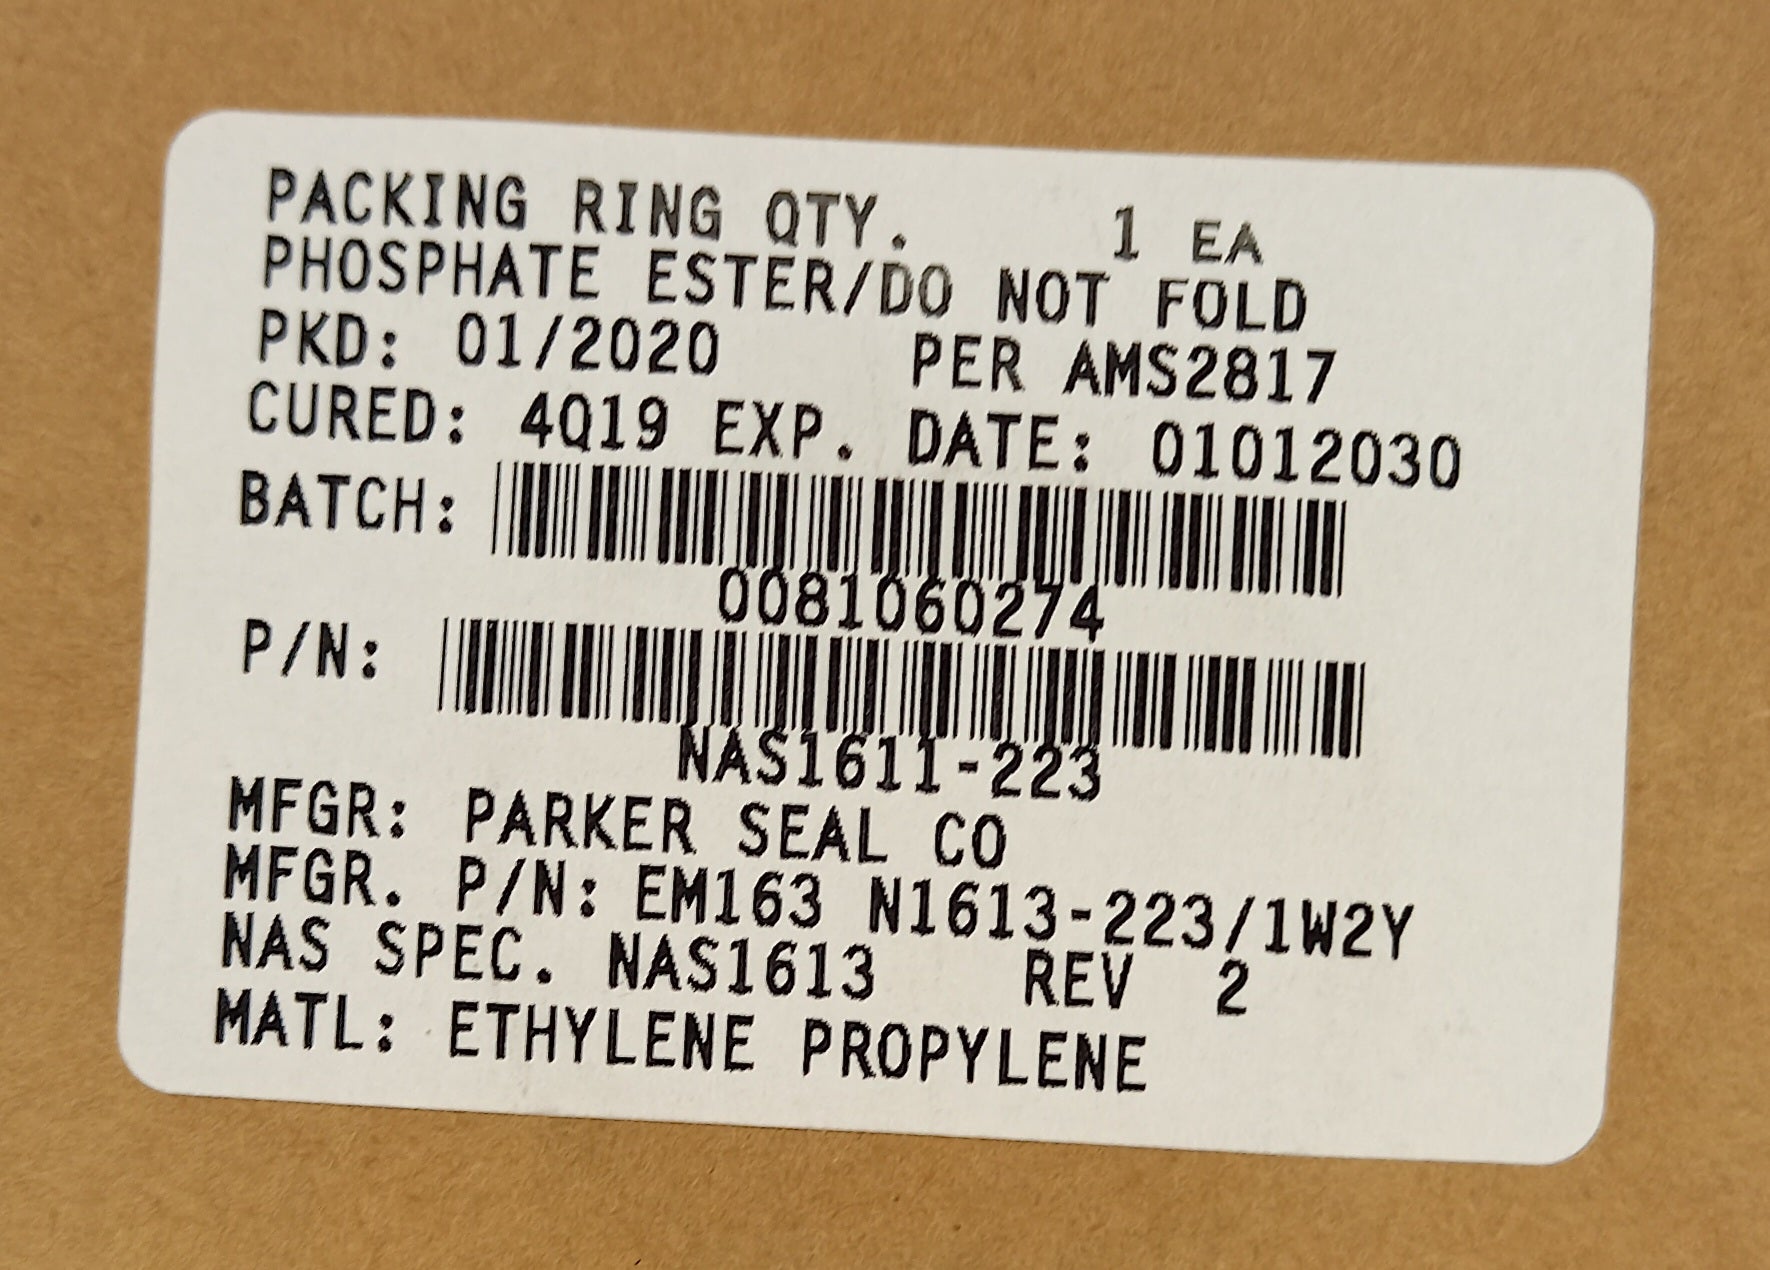 PACKING RING QTY. 1 EA
PHOSPHATE ESTER/DO NOT FOLD
PKD: 01/2020 PER AMS2817
CURED: 4Q19 EXP. DATE: 01012030
BATCH:
0081060274
P/N:
NAS1611-223
MFGR: PARKER SEAL CO
MFGR. P/N: EM163 N1613-223/1W2Y
NAS SPEC. NAS1613 REV 2
MATL: ETHYLENE PROPYLENE